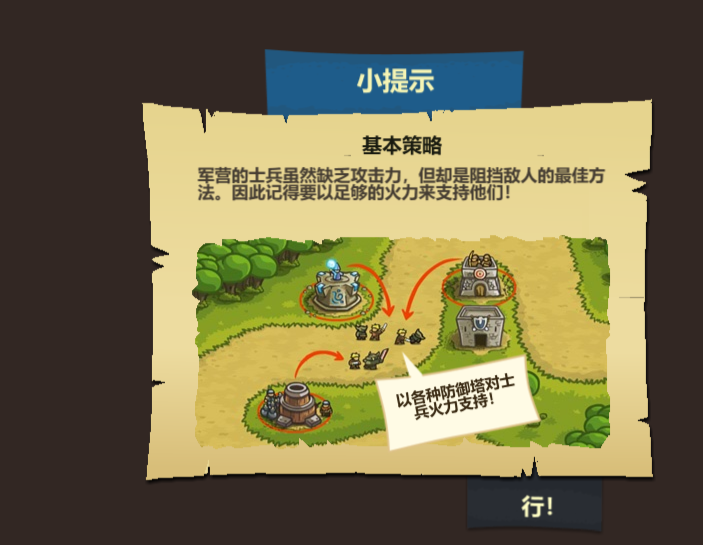 小提示
基本策略
军营的士兵虽然缺乏攻击力，但却是阻挡敌人的最佳方
法。因此记得要以足够的火力来支持他们！
以各种防御塔对士
兵火力支持！
行！